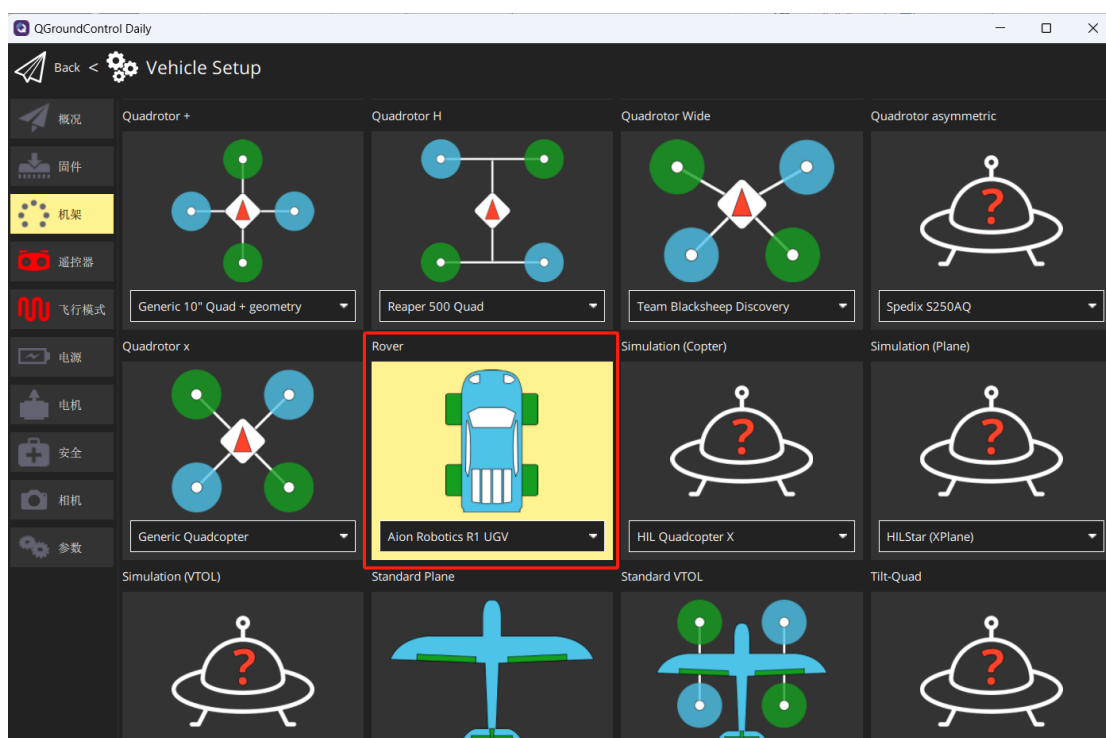 QGroundControl Daily
Back < Vehicle Setup
概况
固件
机架
遥控器
飞行模式
电源
电机
安全
相机
参数
Quadrotor +
Quadrotor H
Quadrotor Wide
Quadrotor asymmetric
?
Generic 10" Quad + geometry
Reaper 500 Quad
Team Blacksheep Discovery
Spedix S250AQ
Quadrotor x
Rover
Simulation (Copter)
Simulation (Plane)
?
?
Generic Quadcopter
Aion Robotics R1 UGV
HIL Quadcopter X
HILStar (XPlane)
Simulation (VTOL)
Standard Plane
Standard VTOL
Tilt-Quad
?
?